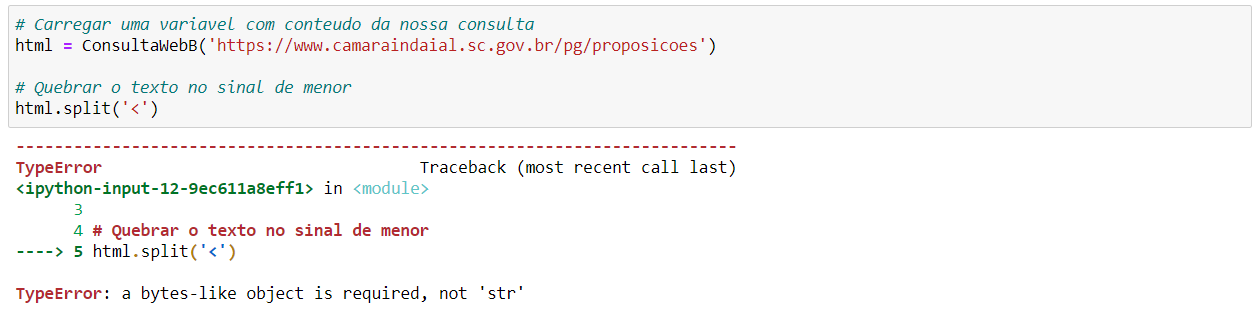 # Carregar uma variavel com conteudo da nossa consulta
html = ConsultaWebB('https://www.camaraindaial.sc.gov.br/pg/proposicoes')
# Quebrar o texto no sinal de menor
html.split('<')
---------------------------------------------------------------------------
TypeError                                 Traceback (most recent call last)
<ipython-input-12-9ec611a8eff1> in <module>
      3
      4 # Quebrar o texto no sinal de menor
----> 5 html.split('<')
TypeError: a bytes-like object is required, not 'str'